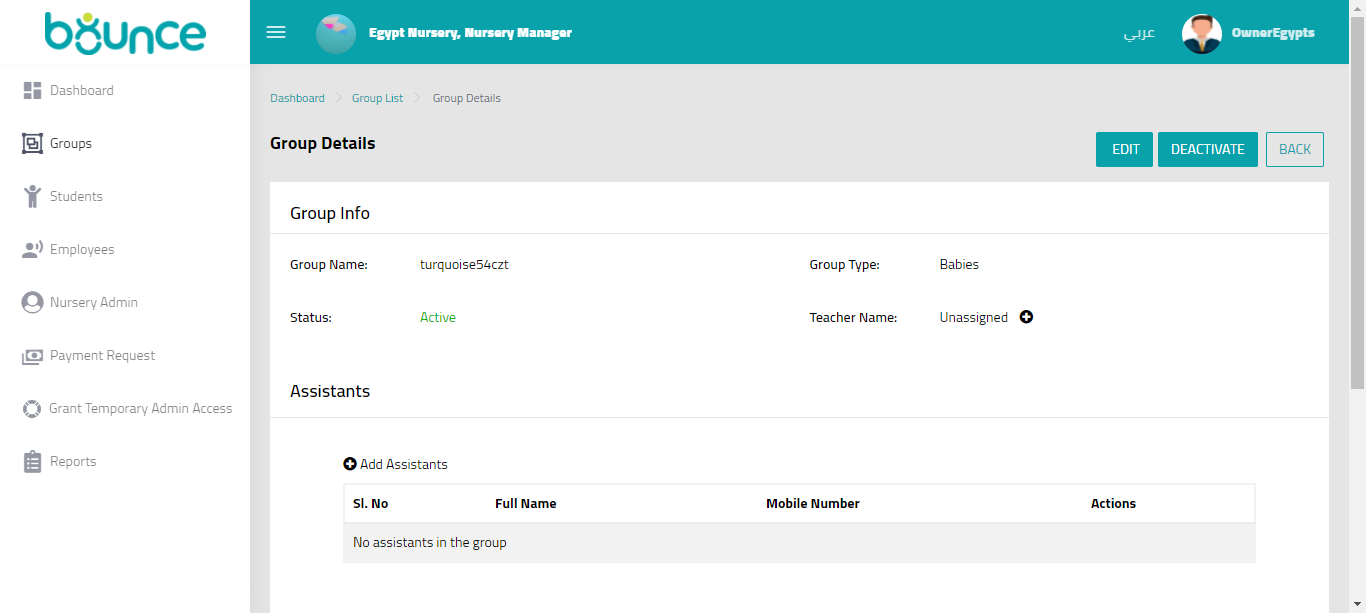 bounce
Egypt Nursery, Nursery Manager
عربي
OwnerEgypts
Dashboard
Groups
Students
Employees
Nursery Admin
Payment Request
Grant Temporary Admin Access
Reports
Dashboard > Group List > Group Details
Group Details
EDIT DEACTIVATE BACK
Group Info
Group Name: turquoise54czt Group Type: Babies
Status: Active Teacher Name: Unassigned
Assistants
Add Assistants
Sl. No Full Name Mobile Number Actions
No assistants in the group